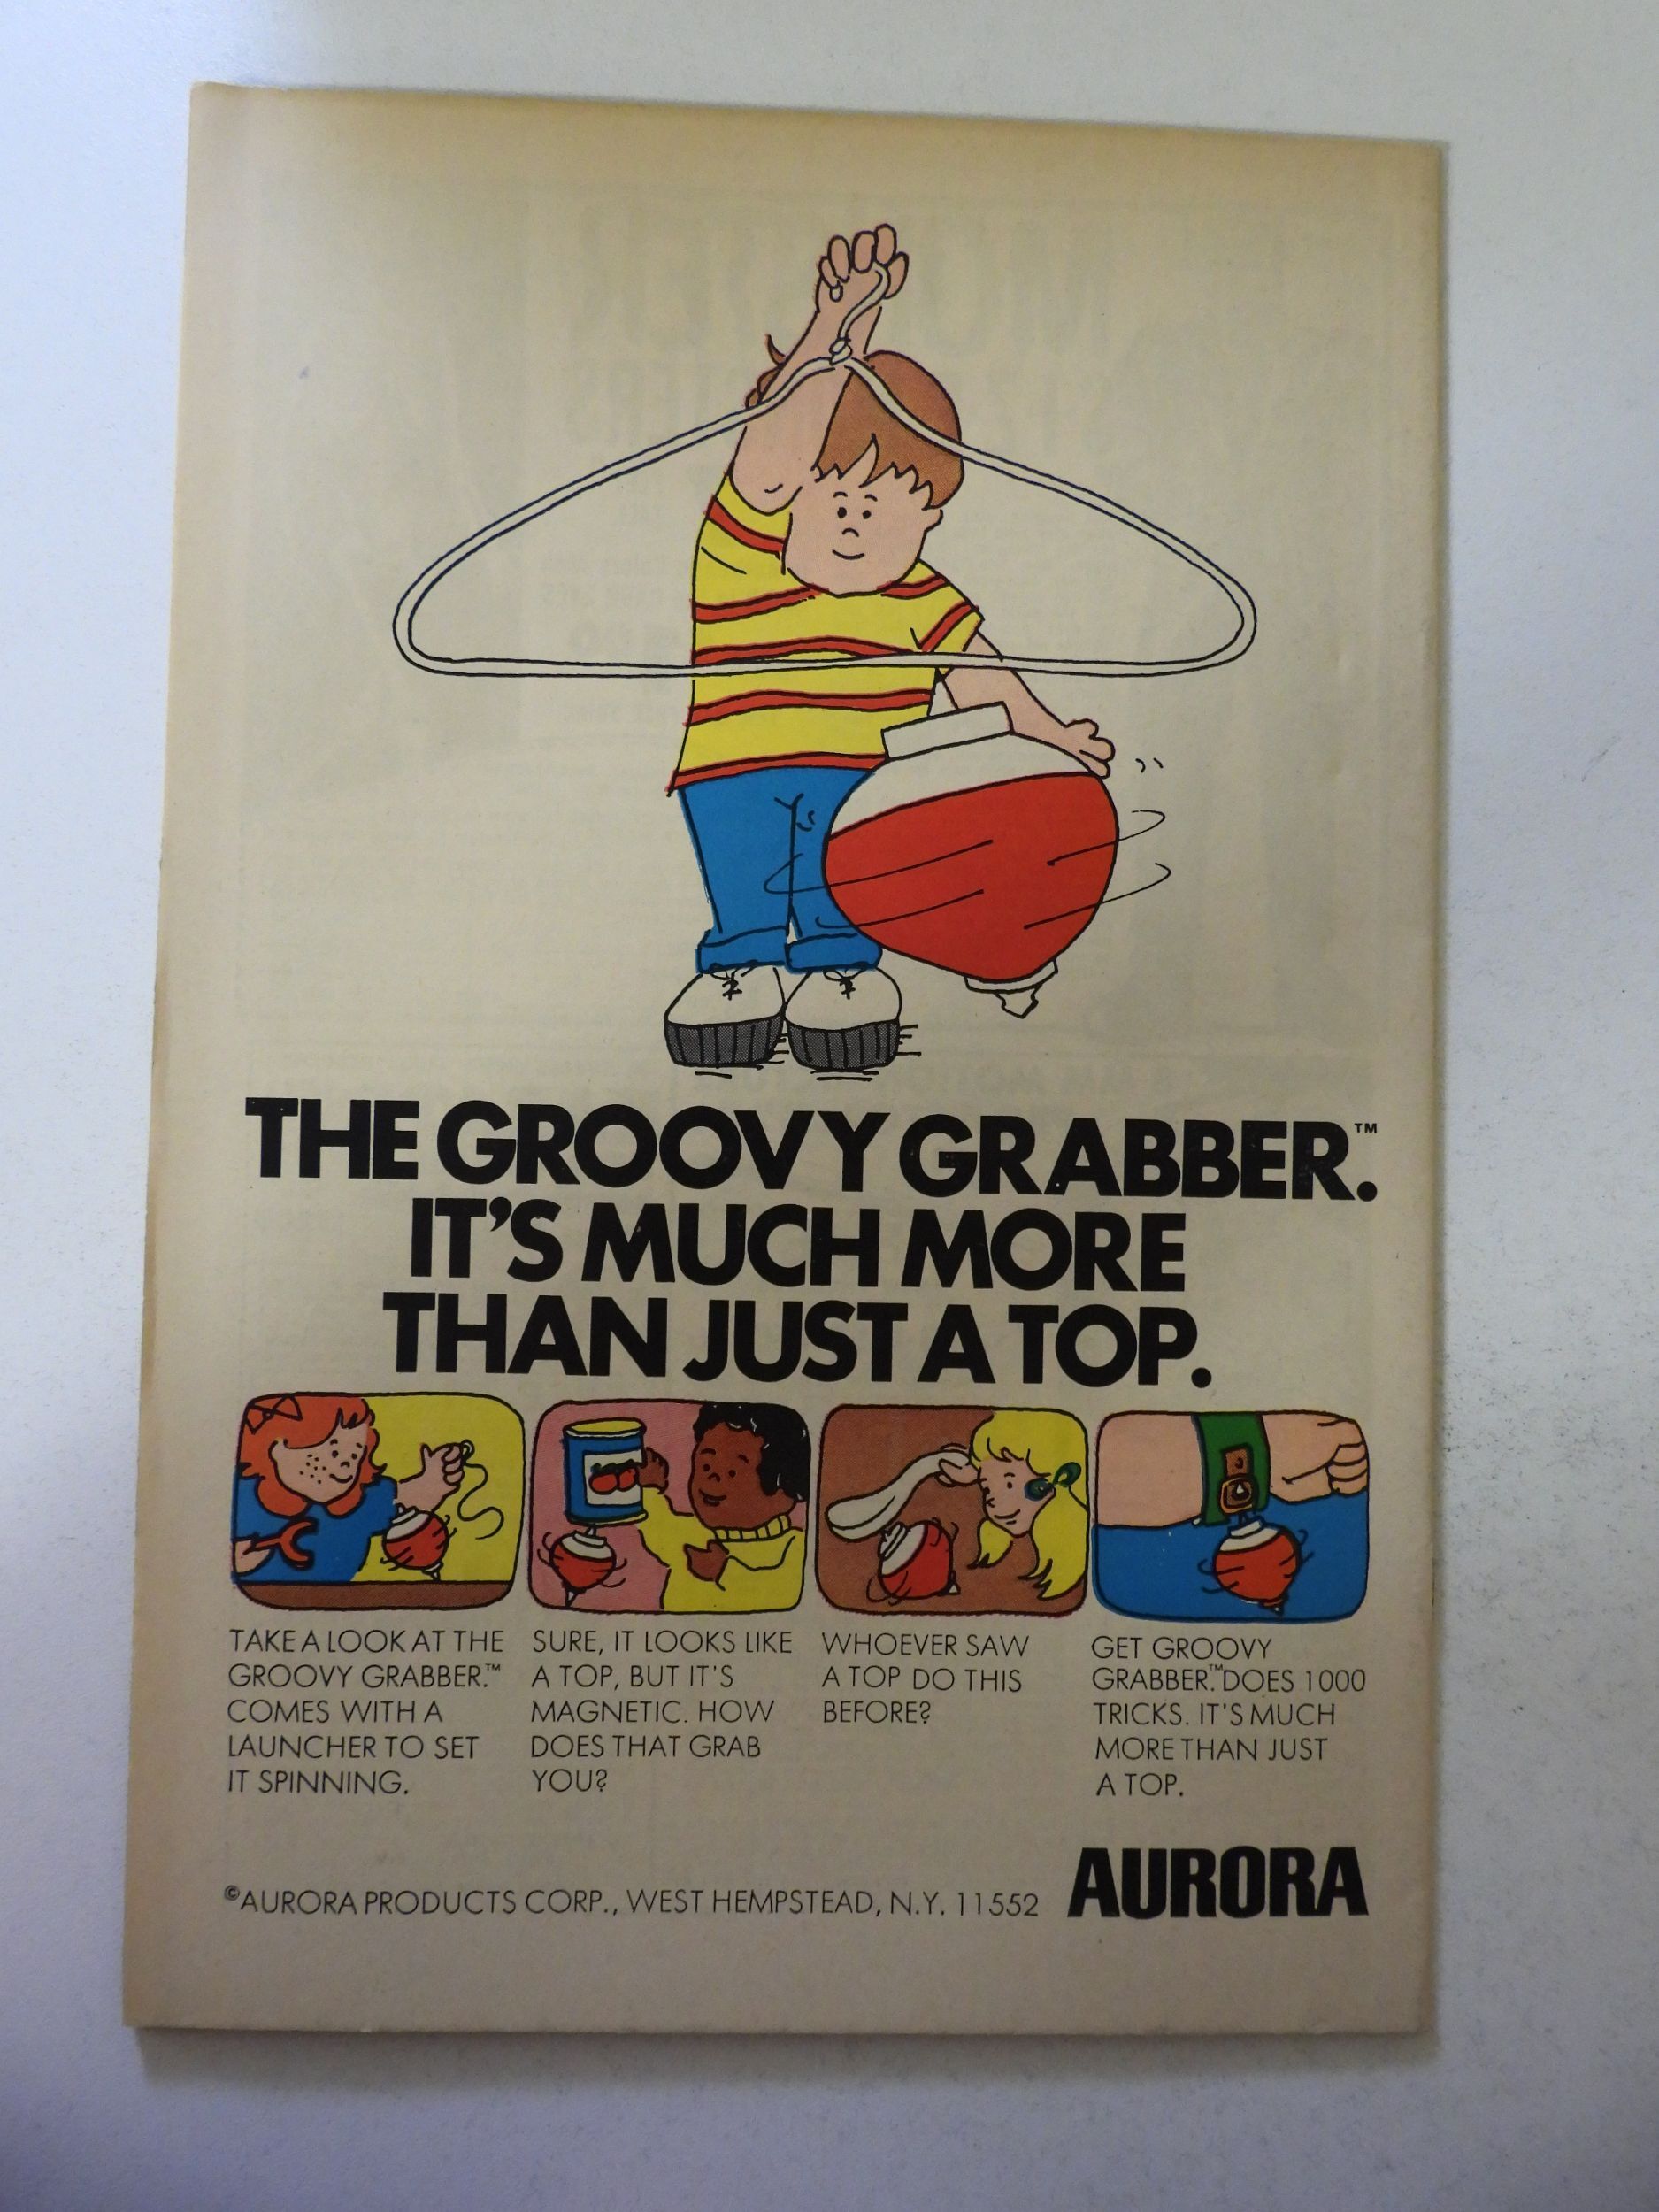 THE GROOVY GRABBER.™
IT'S MUCH MORE
THAN JUST A TOP.
TAKE A LOOK AT THE
GROOVY GRABBER.™
COMES WITH A
LAUNCHER TO SET
IT SPINNING.
SURE, IT LOOKS LIKE
A TOP, BUT IT'S
MAGNETIC. HOW
DOES THAT GRAB
YOU?
WHOEVER SAW
A TOP DO THIS
BEFORE?
GET GROOVY
GRABBER.™ DOES 1000
TRICKS. IT'S MUCH
MORE THAN JUST
A TOP.
©AURORA PRODUCTS CORP., WEST HEMPSTEAD, N.Y. 11552
AURORA